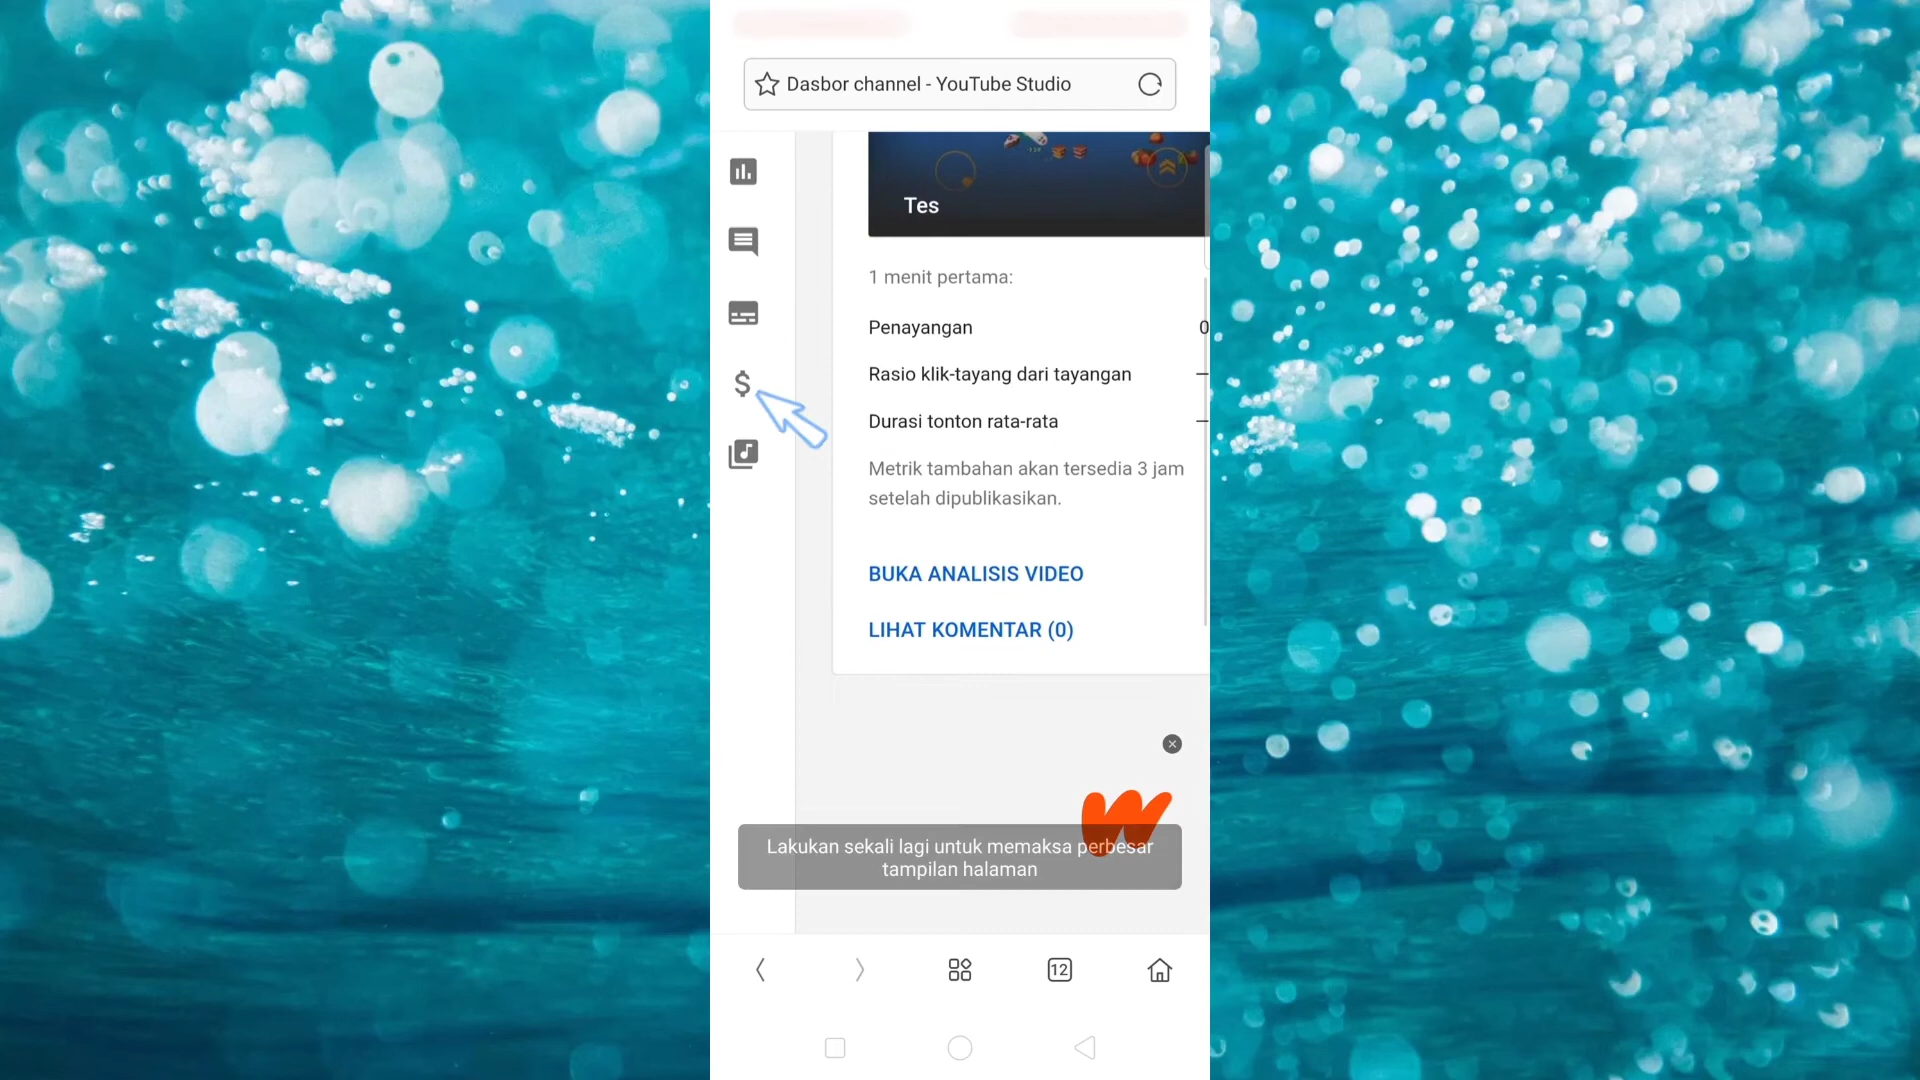 Dasbor channel - YouTube Studio
Tes
1 menit pertama:
Penayangan 0
Rasio klik-tayang dari tayangan —
Durasi tonton rata-rata —
Metrik tambahan akan tersedia 3 jam
setelah dipublikasikan.
BUKA ANALISIS VIDEO
LIHAT KOMENTAR (0)
Lakukan sekali lagi untuk memaksa perbesar
tampilan halaman
12